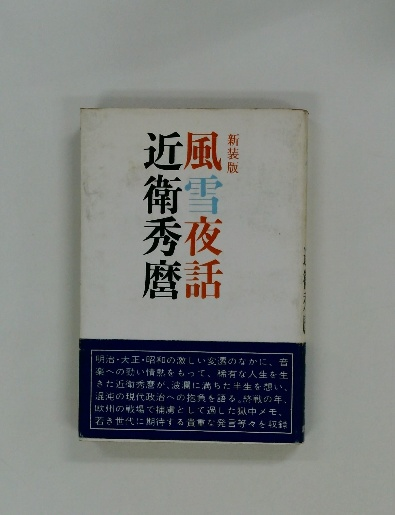 新装版
風雪夜話
近衛秀麿
明治・大正・昭和の激しい変遷のなかに、音
楽への勁い情熱をもって、稀有な人生を生
きた近衛秀麿が、波瀾に満ちた半生を想い、
混沌の現代政治への抱負を語る。終戦の年、
欧州の戦場で捕虜として過した獄中メモ、
若き世代に期待する貴重な発言等々を収録